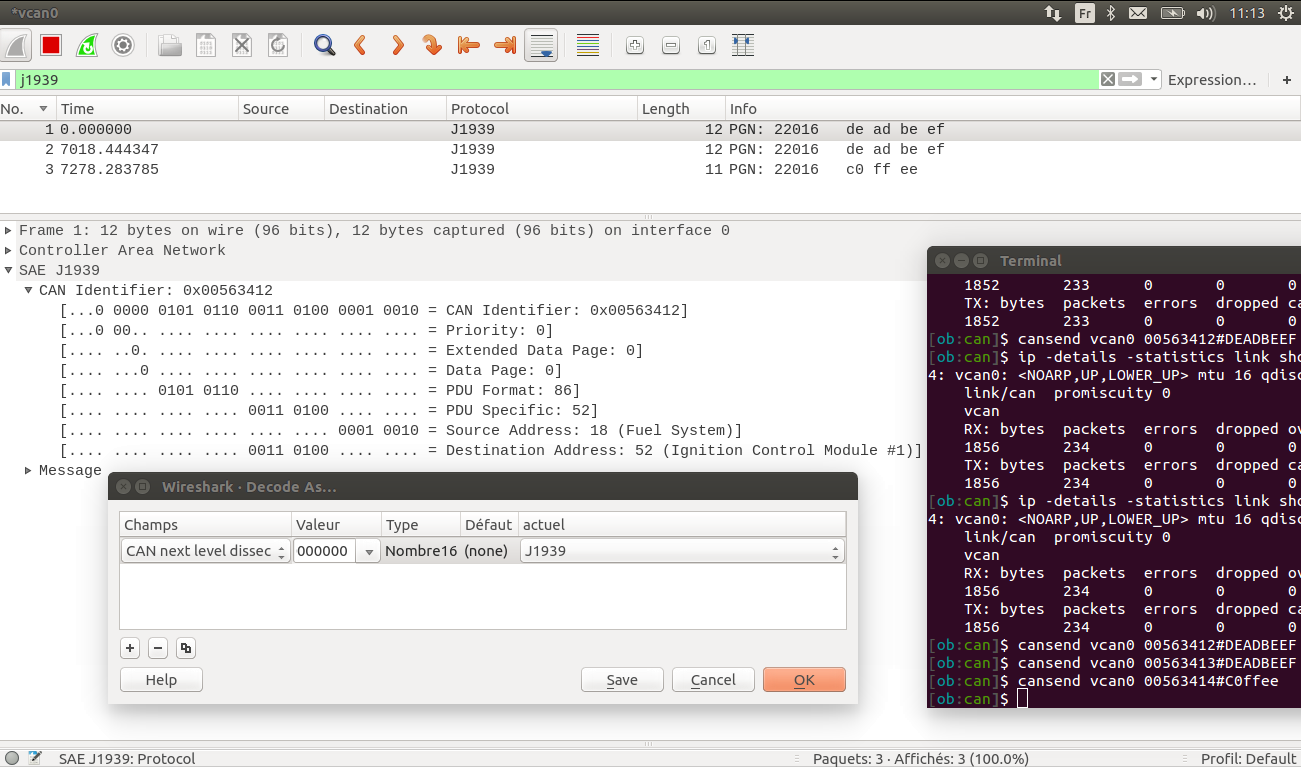 *vcan0
Fr
11:13
j1939
Expression…
+
No. Time Source Destination Protocol Length Info
1 0.000000 J1939 12 PGN: 22016 de ad be ef
2 7018.444347 J1939 12 PGN: 22016 de ad be ef
3 7278.283785 J1939 11 PGN: 22016 c0 ff ee
Frame 1: 12 bytes on wire (96 bits), 12 bytes captured (96 bits) on interface 0
Controller Area Network
SAE J1939
CAN Identifier: 0x00563412
[...0 0000 0101 0110 0011 0100 0001 0010 = CAN Identifier: 0x00563412]
[...0 00.. .... .... .... .... .... .... = Priority: 0]
[.... ..0. .... .... .... .... .... .... = Extended Data Page: 0]
[.... ...0 .... .... .... .... .... .... = Data Page: 0]
[.... .... 0101 0110 .... .... .... .... = PDU Format: 86]
[.... .... .... .... 0011 0100 .... .... = PDU Specific: 52]
[.... .... .... .... .... .... 0001 0010 = Source Address: 18 (Fuel System)]
[.... .... .... .... 0011 0100 .... .... = Destination Address: 52 (Ignition Control Module #1)]
Message
Wireshark · Decode As…
Champs Valeur Type Défaut actuel
CAN next level dissec 000000 Nombre16 (none) J1939
Help Save Cancel OK
Terminal
1852 233 0 0 0
TX: bytes packets errors dropped ca
1852 233 0 0 0
[ob:can]$ cansend vcan0 00563412#DEADBEEF
[ob:can]$ ip -details -statistics link sho
4: vcan0: <NOARP,UP,LOWER_UP> mtu 16 qdisc
link/can promiscuity 0
vcan
RX: bytes packets errors dropped ov
1856 234 0 0 0
TX: bytes packets errors dropped ca
1856 234 0 0 0
[ob:can]$ ip -details -statistics link sho
4: vcan0: <NOARP,UP,LOWER_UP> mtu 16 qdisc
link/can promiscuity 0
vcan
RX: bytes packets errors dropped ov
1856 234 0 0 0
TX: bytes packets errors dropped ca
1856 234 0 0 0
[ob:can]$ cansend vcan0 00563412#DEADBEEF
[ob:can]$ cansend vcan0 00563413#DEADBEEF
[ob:can]$ cansend vcan0 00563414#C0ffee
[ob:can]$
SAE J1939: Protocol
Paquets: 3 · Affichés: 3 (100.0%)
Profil: Default